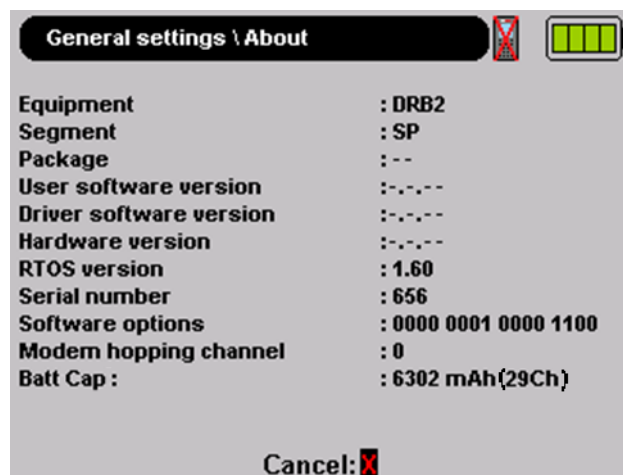 General settings \ About
Equipment : DRB2
Segment : SP
Package : --
User software version :-.-.--
Driver software version :-.-.--
Hardware version :-.-.--
RTOS version : 1.60
Serial number : 656
Software options : 0000 0001 0000 1100
Modem hopping channel : 0
Batt Cap : : 6302 mAh(29Ch)
Cancel: X